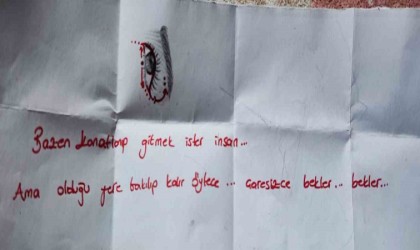 Bazen kanatlanıp gitmek ister insan...
Ama olduğu yere bakılıp kalır öylece... çaresizce bekler... bekler...